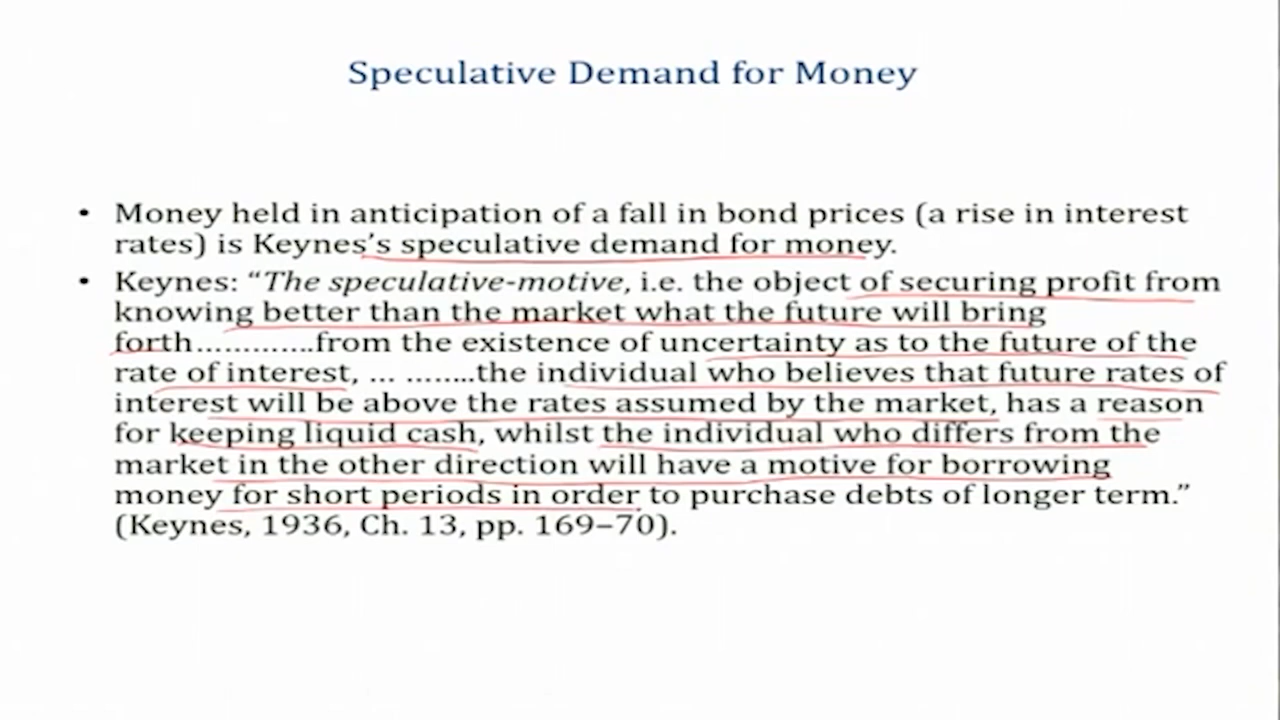 Speculative Demand for Money
• Money held in anticipation of a fall in bond prices (a rise in interest
rates) is Keynes's speculative demand for money.
• Keynes: “The speculative-motive, i.e. the object of securing profit from
knowing better than the market what the future will bring
forth..............from the existence of uncertainty as to the future of the
rate of interest, ... ........the individual who believes that future rates of
interest will be above the rates assumed by the market, has a reason
for keeping liquid cash, whilst the individual who differs from the
market in the other direction will have a motive for borrowing
money for short periods in order to purchase debts of longer term.”
(Keynes, 1936, Ch. 13, pp. 169–70).